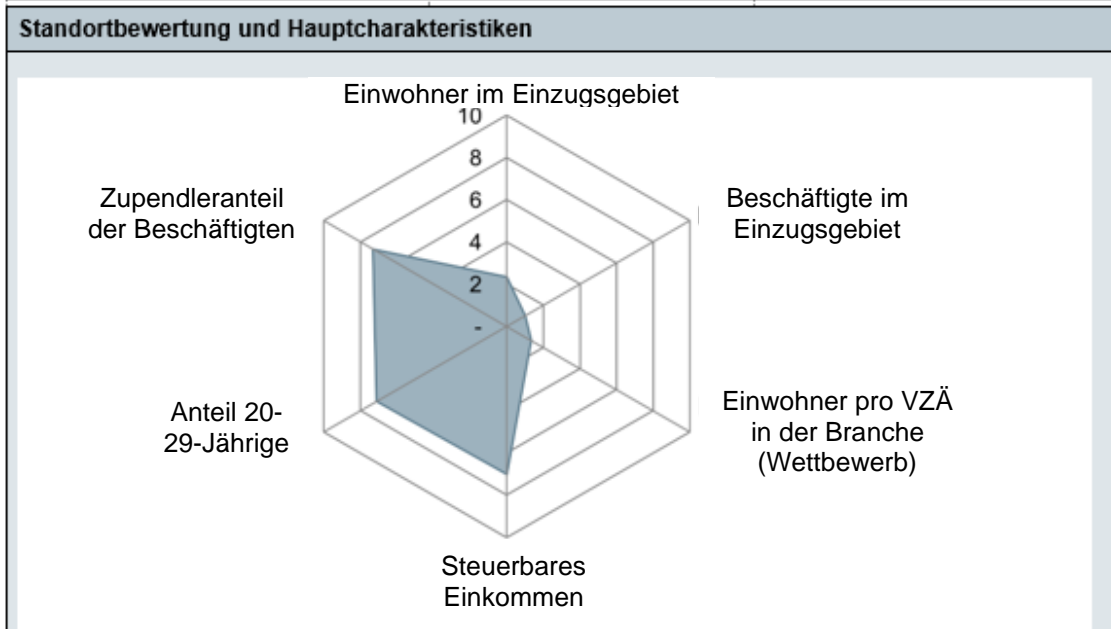 Standortbewertung und Hauptcharakteristiken
Einwohner im Einzugsgebiet
10
8
6
4
2
-
Zupendleranteil
der Beschäftigten
Beschäftigte im
Einzugsgebiet
Anteil 20-
29-Jährige
Einwohner pro VZÄ
in der Branche
(Wettbewerb)
Steuerbares
Einkommen